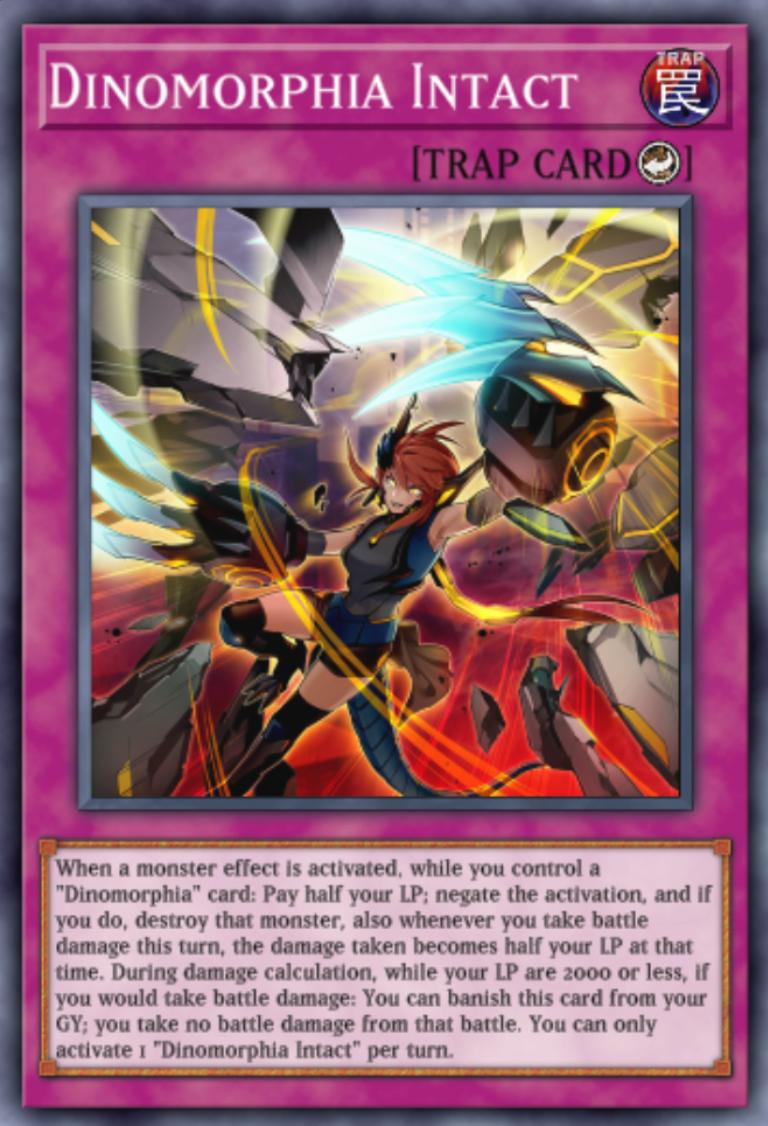 DINOMORPHIA INTACT
TRAP
罠
[TRAP CARD]
When a monster effect is activated, while you control a
"Dinomorphia" card: Pay half your LP; negate the activation, and if
you do, destroy that monster, also whenever you take battle
damage this turn, the damage taken becomes half your LP at that
time. During damage calculation, while your LP are 2000 or less, if
you would take battle damage: You can banish this card from your
GY; you take no battle damage from that battle. You can only
activate 1 "Dinomorphia Intact" per turn.